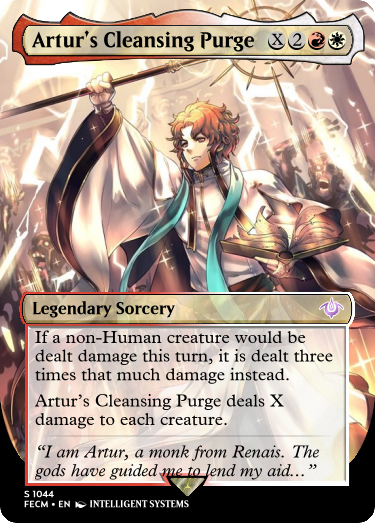 Artur's Cleansing Purge X2
Legendary Sorcery
If a non-Human creature would be
dealt damage this turn, it is dealt three
times that much damage instead.
Artur's Cleansing Purge deals X
damage to each creature.
“I am Artur, a monk from Renais. The
gods have guided me to lend my aid…”
S 1044
FECM • EN INTELLIGENT SYSTEMS